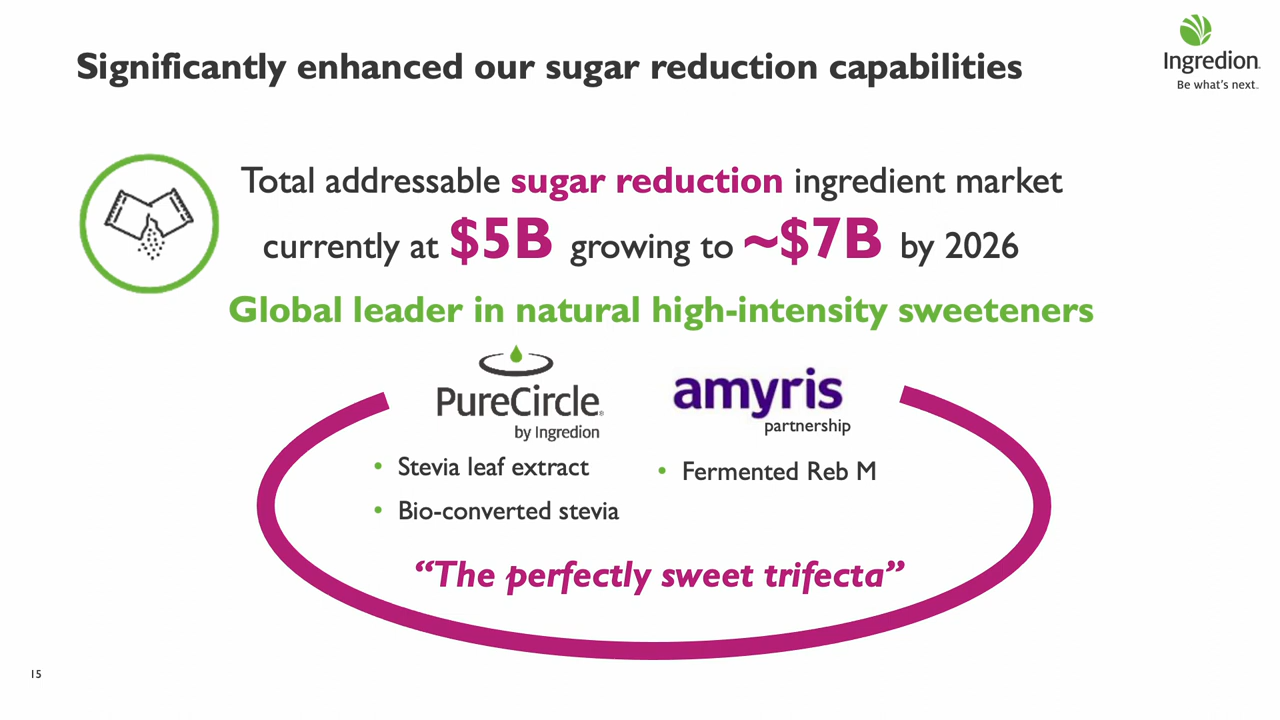 Significantly enhanced our sugar reduction capabilities
Ingredion
Be what's next.
Total addressable sugar reduction ingredient market
currently at $5B growing to ~$7B by 2026
Global leader in natural high-intensity sweeteners
PureCircle®
by Ingredion
amyris
partnership
• Stevia leaf extract
• Bio-converted stevia
• Fermented Reb M
“The perfectly sweet trifecta”
15